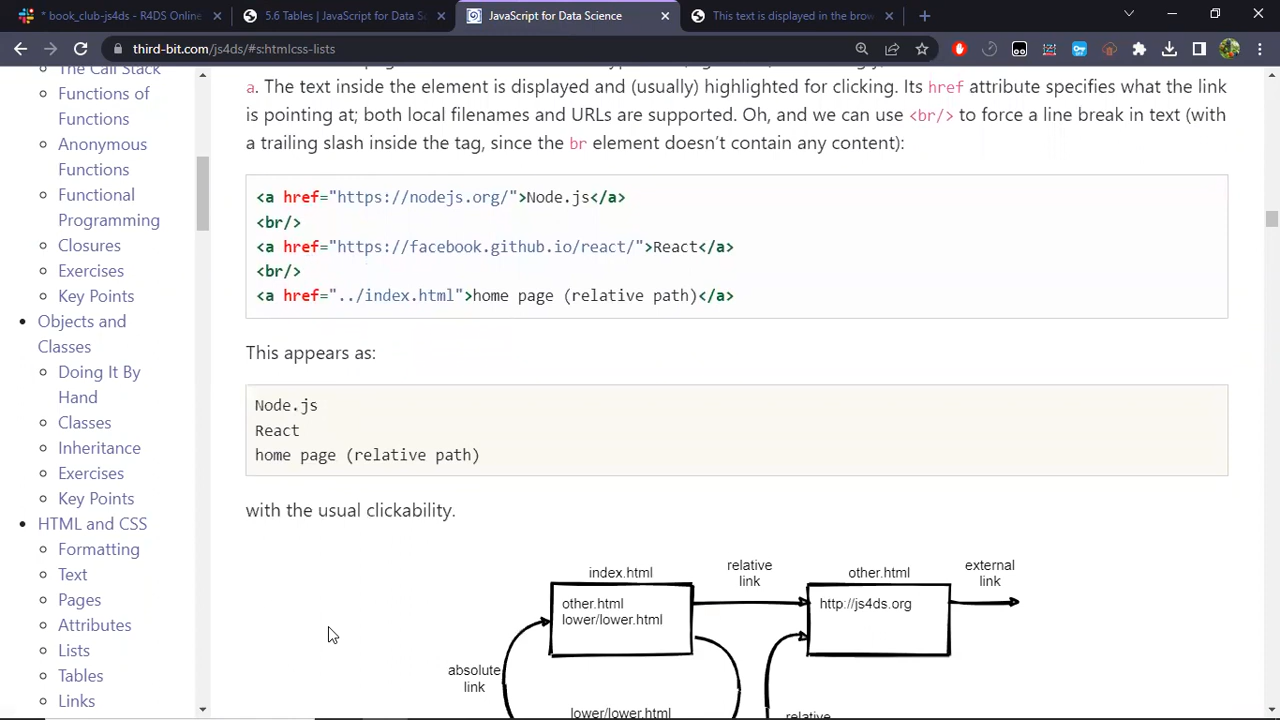 * book_club-js4ds - R4DS Online
5.6 Tables | JavaScript for Data S
JavaScript for Data Science
This text is displayed in the brow
third-bit.com/js4ds/#s:htmlcss-lists
The Call Stack
Functions of
Functions
Anonymous
Functions
Functional
Programming
Closures
Exercises
Key Points
Objects and
Classes
Doing It By
Hand
Classes
Inheritance
Exercises
Key Points
HTML and CSS
Formatting
Text
Pages
Attributes
Lists
Tables
Links
a. The text inside the element is displayed and (usually) highlighted for clicking. Its href attribute specifies what the link
is pointing at; both local filenames and URLs are supported. Oh, and we can use <br/> to force a line break in text (with
a trailing slash inside the tag, since the br element doesn’t contain any content):
<a href="https://nodejs.org/">Node.js</a>
<br/>
<a href="https://facebook.github.io/react/">React</a>
<br/>
<a href="../index.html">home page (relative path)</a>
This appears as:
Node.js
React
home page (relative path)
with the usual clickability.
index.html
relative
link
other.html
external
link
other.html
lower/lower.html
http://js4ds.org
absolute
link
lower/lower.html
relative